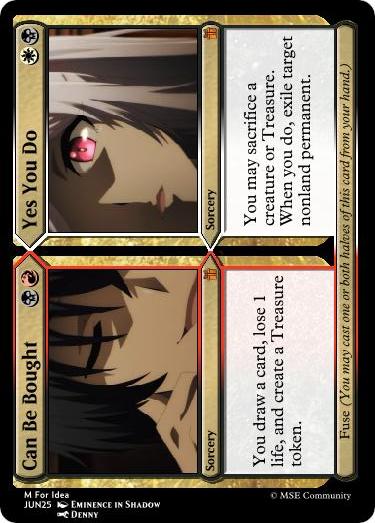 Can Be Bought
Sorcery
You draw a card, lose 1
life, and create a Treasure
token.
Yes You Do
Sorcery
You may sacrifice a
creature or Treasure.
When you do, exile target
nonland permanent.
Fuse (You may cast one or both halves of this card from your hand.)
M For Idea
JUN25 Eminence in Shadow
Denny
© MSE Community